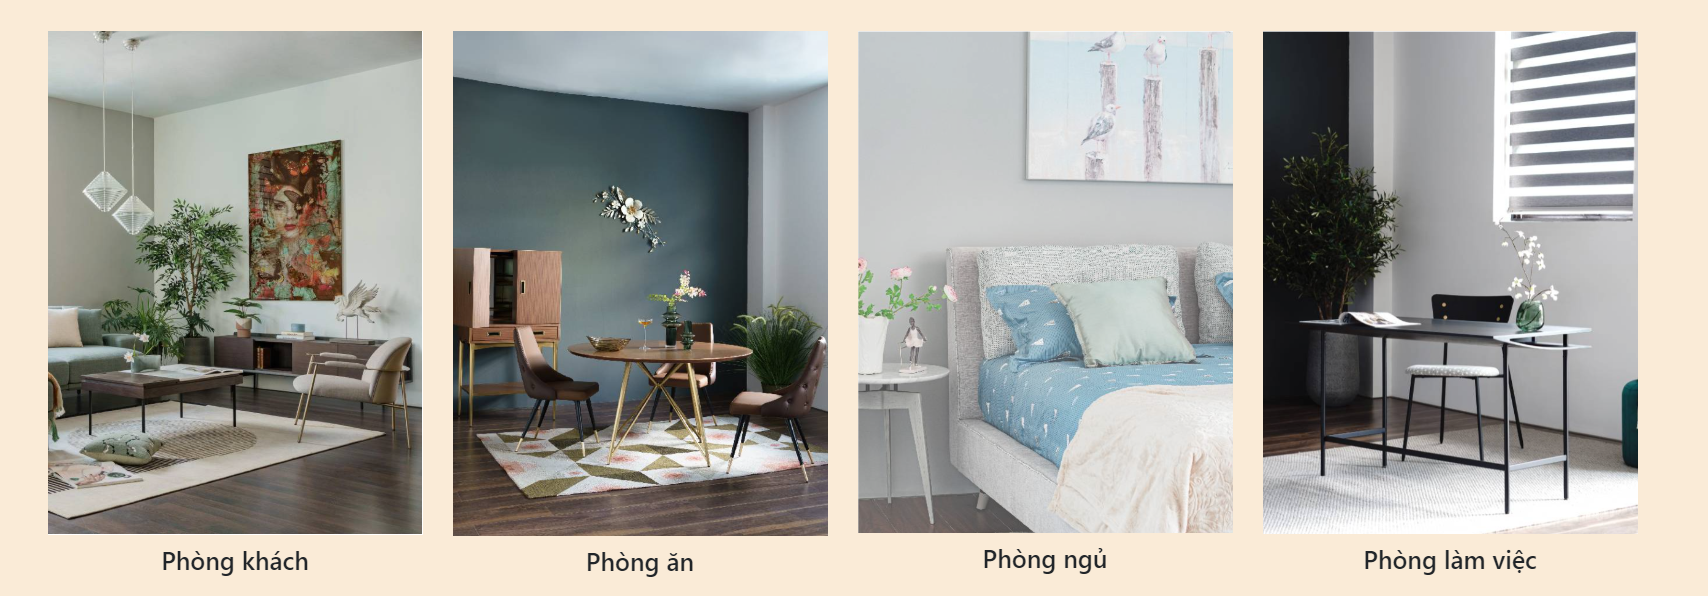 Phòng khách
Phòng ăn
Phòng ngủ
Phòng làm việc